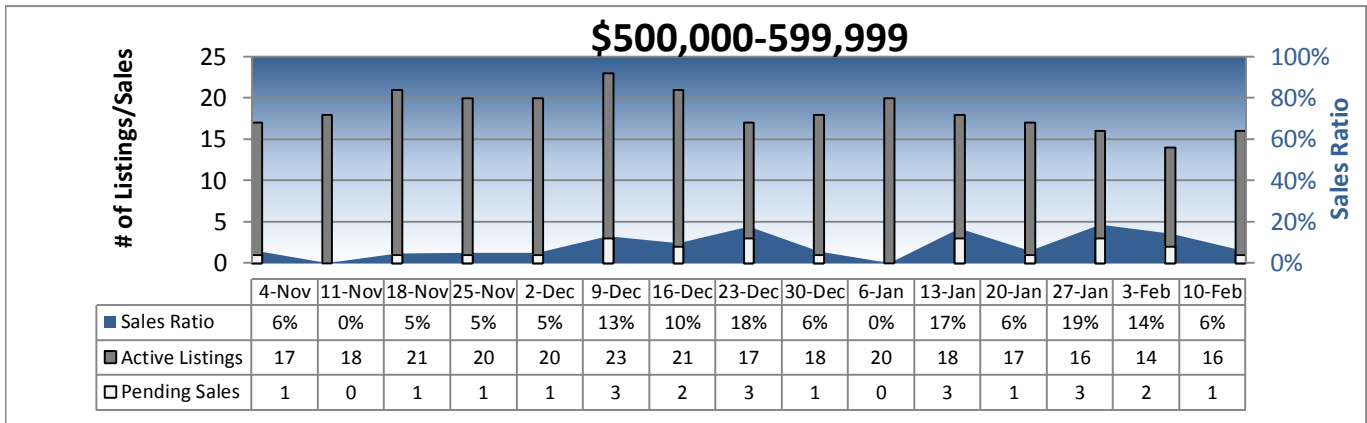 $500,000-599,999
# of Listings/Sales
25
20
15
10
5
0
100%
80%
60%
40%
20%
0%
Sales Ratio
4-Nov 11-Nov 18-Nov 25-Nov 2-Dec 9-Dec 16-Dec 23-Dec 30-Dec 6-Jan 13-Jan 20-Jan 27-Jan 3-Feb 10-Feb
Sales Ratio 6% 0% 5% 5% 5% 13% 10% 18% 6% 0% 17% 6% 19% 14% 6%
Active Listings 17 18 21 20 20 23 21 17 18 20 18 17 16 14 16
Pending Sales 1 0 1 1 1 3 2 3 1 0 3 1 3 2 1